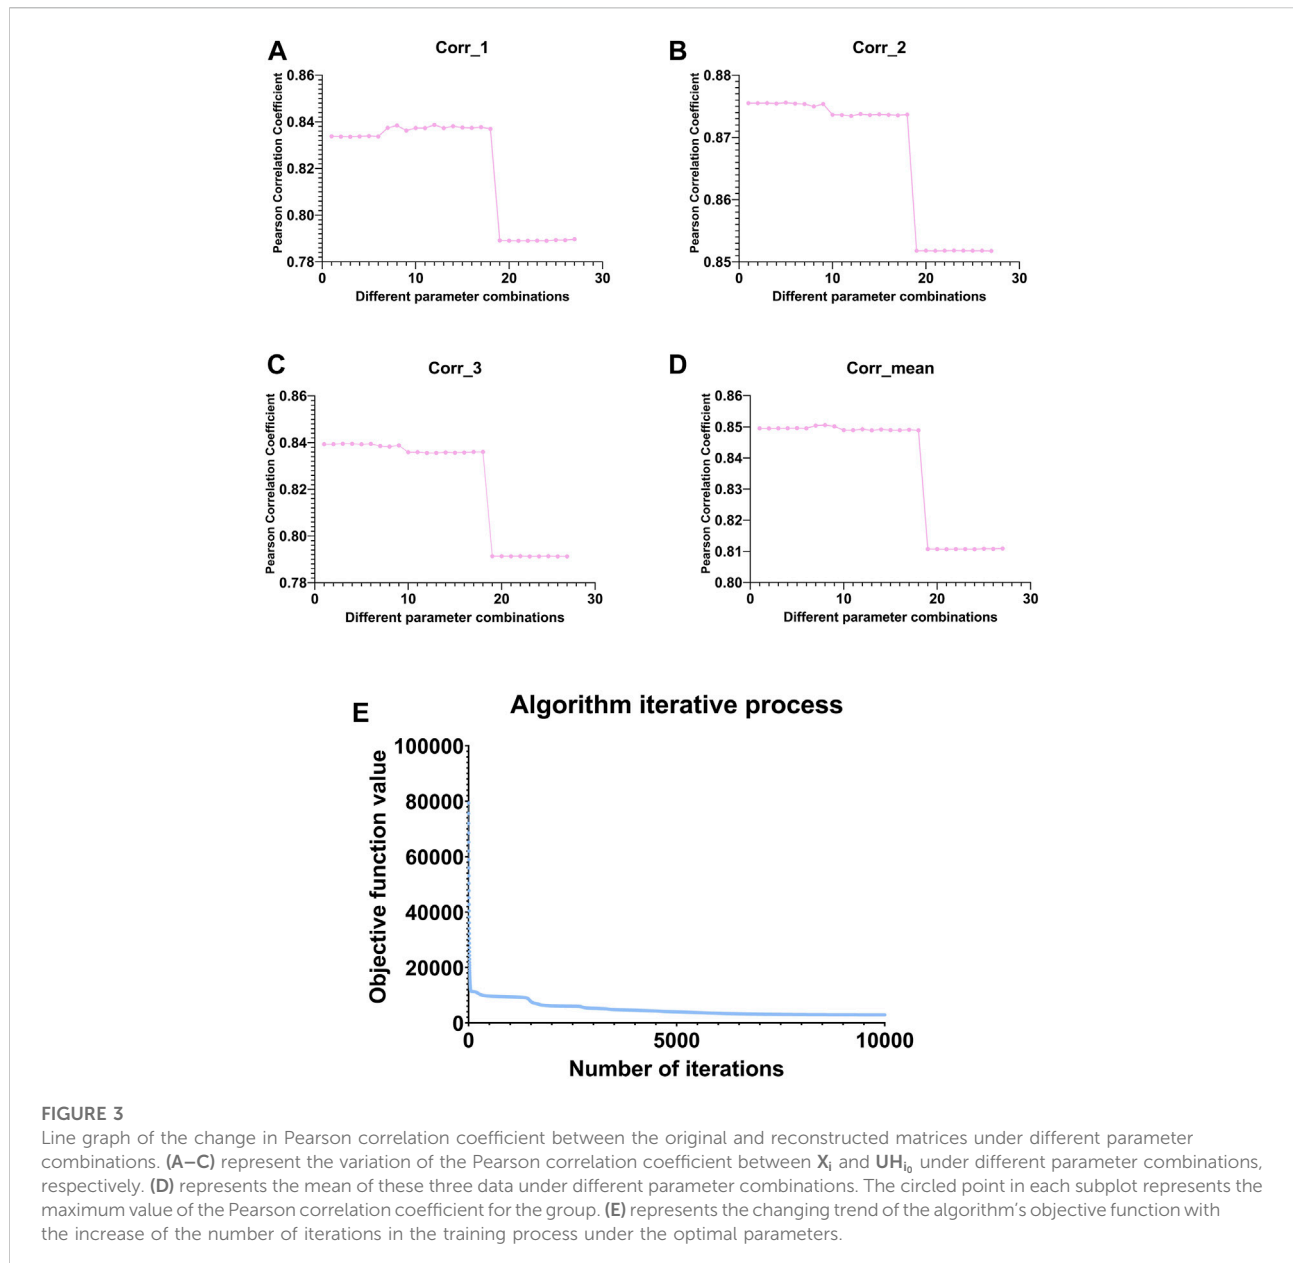 A
Corr_1
Pearson Correlation Coefficient
0.86
0.84
0.82
0.80
0.78
0
10
20
30
Different parameter combinations
B
Corr_2
Pearson Correlation Coefficient
0.88
0.87
0.86
0.85
0
10
20
30
Different parameter combinations
C
Corr_3
Pearson Correlation Coefficient
0.86
0.84
0.82
0.80
0.78
0
10
20
30
Different parameter combinations
D
Corr_mean
Pearson Correlation Coefficient
0.86
0.85
0.84
0.83
0.82
0.81
0.80
0
10
20
30
Different parameter combinations
E
Algorithm iterative process
Objective function value
100000
80000
60000
40000
20000
0
0
5000
10000
Number of iterations
FIGURE 3
Line graph of the change in Pearson correlation coefficient between the original and reconstructed matrices under different parameter
combinations. (A–C) represent the variation of the Pearson correlation coefficient between Xi and UHi0 under different parameter combinations,
respectively. (D) represents the mean of these three data under different parameter combinations. The circled point in each subplot represents the
maximum value of the Pearson correlation coefficient for the group. (E) represents the changing trend of the algorithm's objective function with
the increase of the number of iterations in the training process under the optimal parameters.